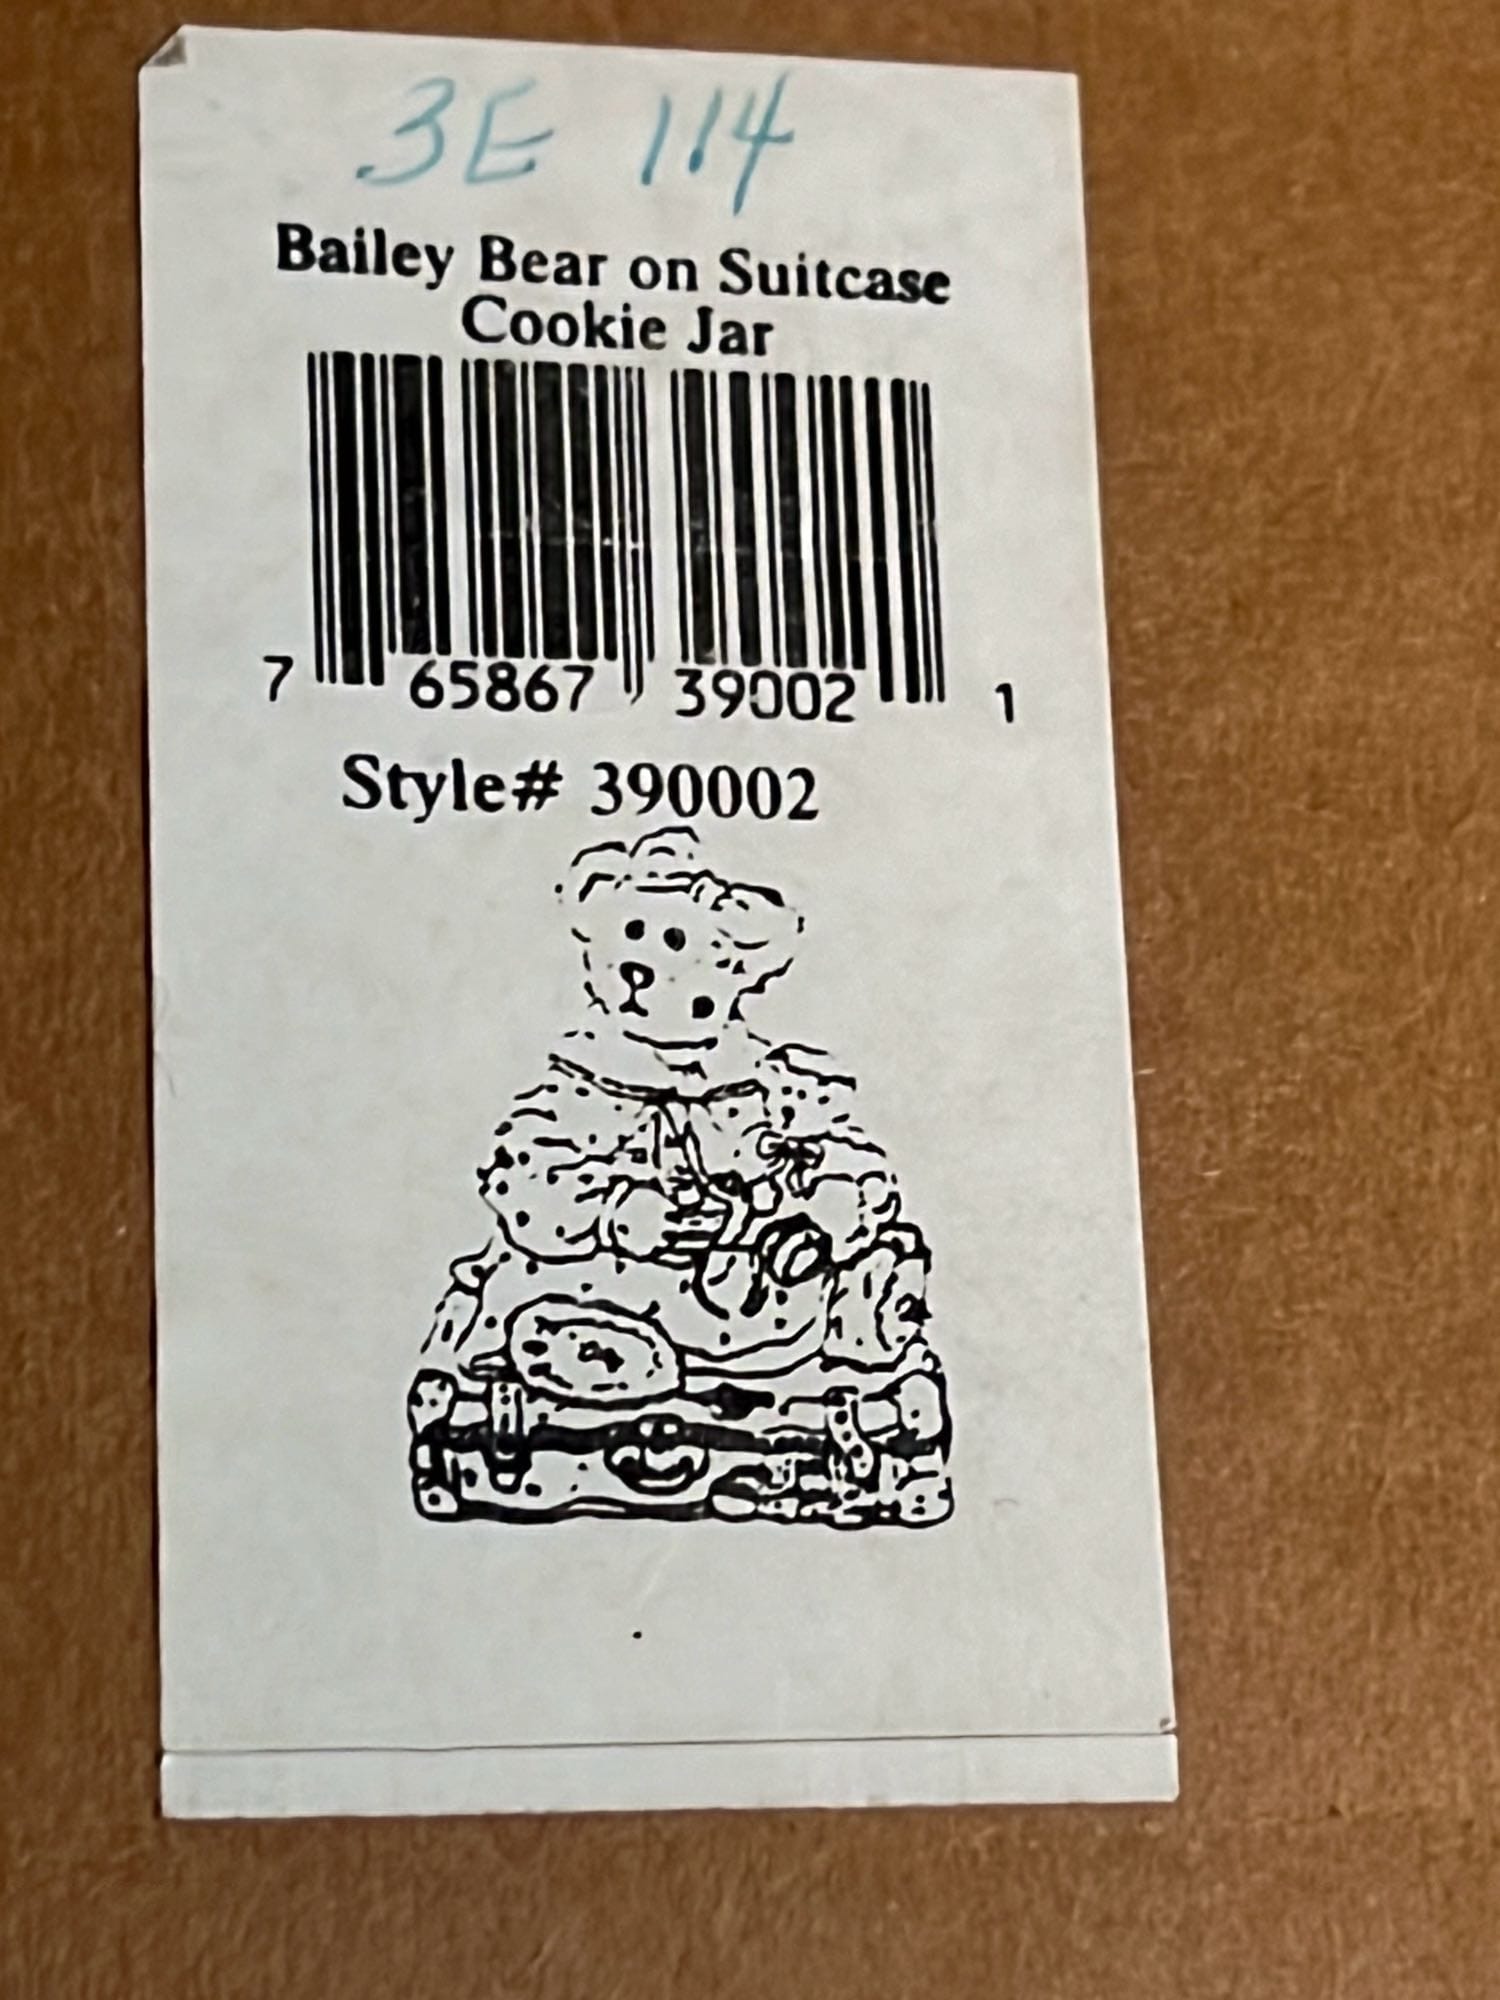 3E 114
Bailey Bear on Suitcase
Cookie Jar
7 65867 39002 1
Style# 390002